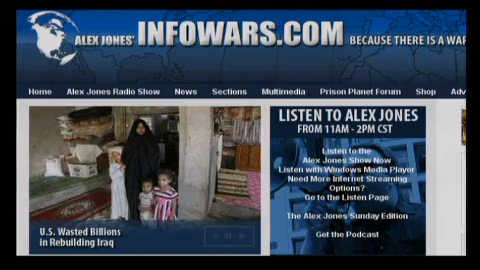 ALEX JONES' INFOWARS.COM BECAUSE THERE IS A WAR
Home Alex Jones Radio Show News Sections Multimedia Prison Planet Forum Shop Adv
LISTEN TO ALEX JONES
FROM 11AM - 2PM CST
Listen to the
Alex Jones Show Now
Listen with Windows Media Player
Need More Internet Streaming
Options?
Go to the Listen Page
The Alex Jones Sunday Edition
Get the Podcast
U.S. Wasted Billions
in Rebuilding Iraq